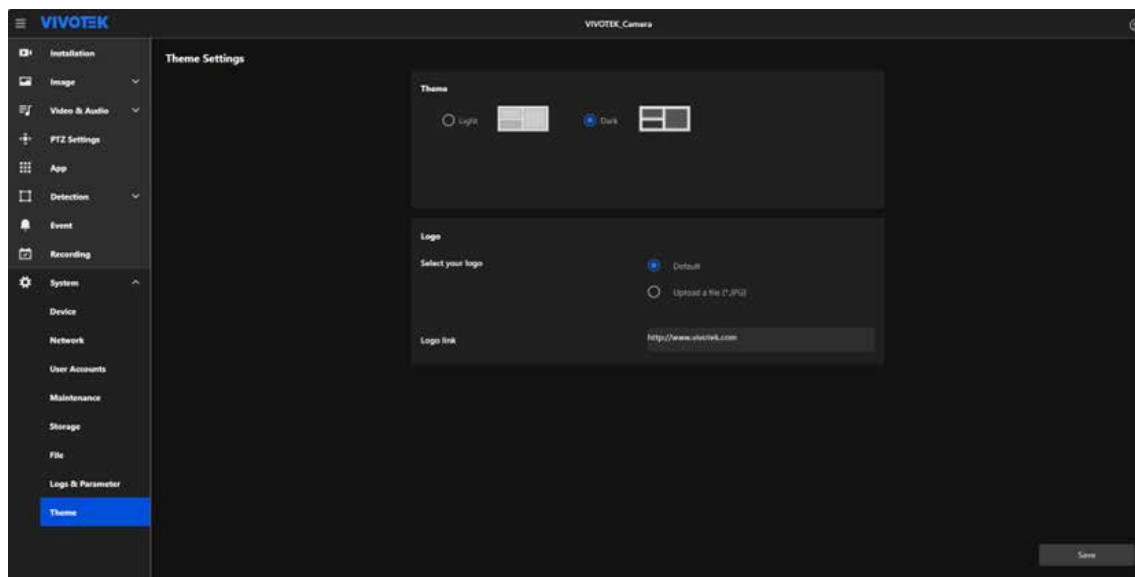 VIVOTEK
VIVOTEK_Camera
Installation
Image
Video & Audio
PTZ Settings
App
Detection
Event
Recording
System
Device
Network
User Accounts
Maintenance
Storage
File
Logs & Parameter
Theme
Theme Settings
Theme
Light
Dark
Logo
Select your logo
Default
Upload a file (*.JPG)
Logo link
http://www.vivotek.com
Save